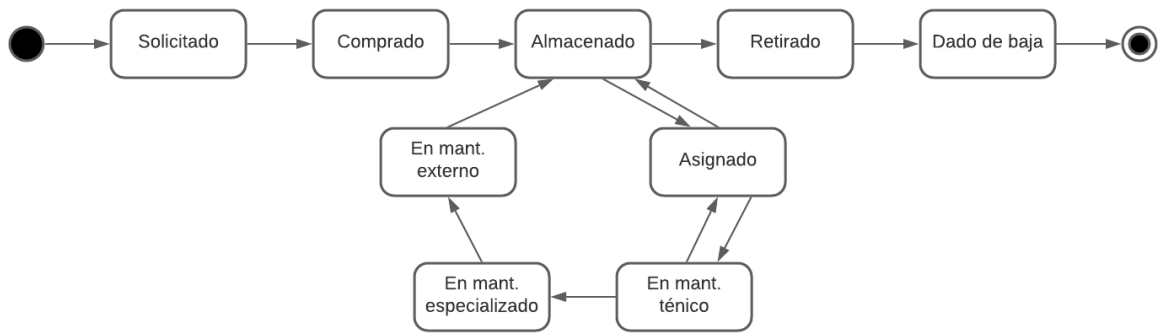 Solicitado
Comprado
Almacenado
Retirado
Dado de baja
En mant.
externo
Asignado
En mant.
especializado
En mant.
ténico